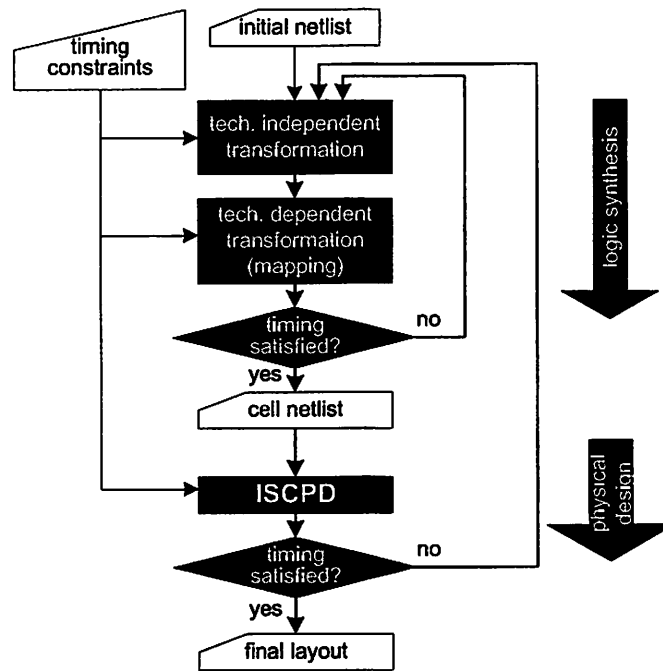 initial netlist
timing
constraints
tech. independent
transformation
tech. dependent
transformation
(mapping)
timing
satisfied?
no
yes
cell netlist
ISCPD
timing
satisfied?
no
yes
final layout
logic synthesis
physical
design